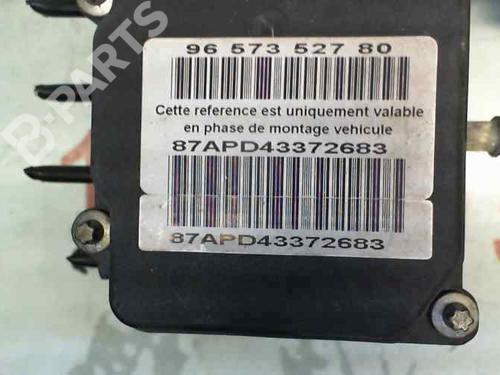 96 573 527 80
Cette reference est uniquement valable
en phase de montage vehicule
87APD43372683
87APD43372683
B-PARTS